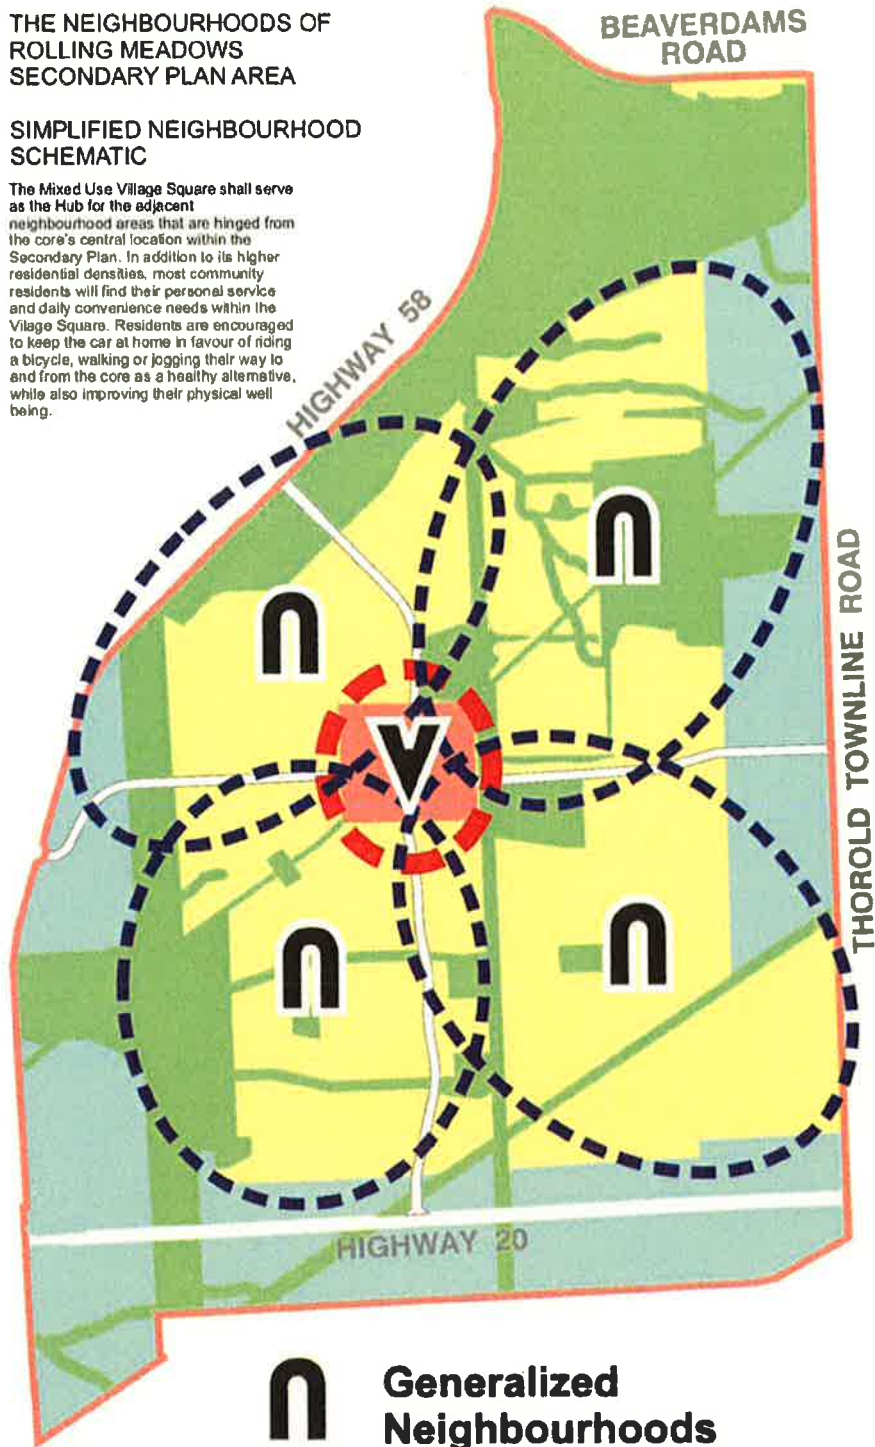 THE NEIGHBOURHOODS OF
ROLLING MEADOWS
SECONDARY PLAN AREA
SIMPLIFIED NEIGHBOURHOOD
SCHEMATIC
The Mixed Use Village Square shall serve
as the Hub for the adjacent
neighbourhood areas that are hinged from
the core's central location within the
Secondary Plan. In addition to its higher
residential densities, most community
residents will find their personal service
and daily convenience needs within the
Vilage Square. Residents are encouraged
to keep the car at home in favour of riding
a bicycle, walking or jogging their way to
and from the core as a healthy alternative,
while also improving their physical well
being.
BEAVERDAMS
ROAD
HIGHWAY 58
n
n
V
THOROLD TOWNLINE ROAD
n
n
HIGHWAY 20
n
Generalized
Neighbourhoods